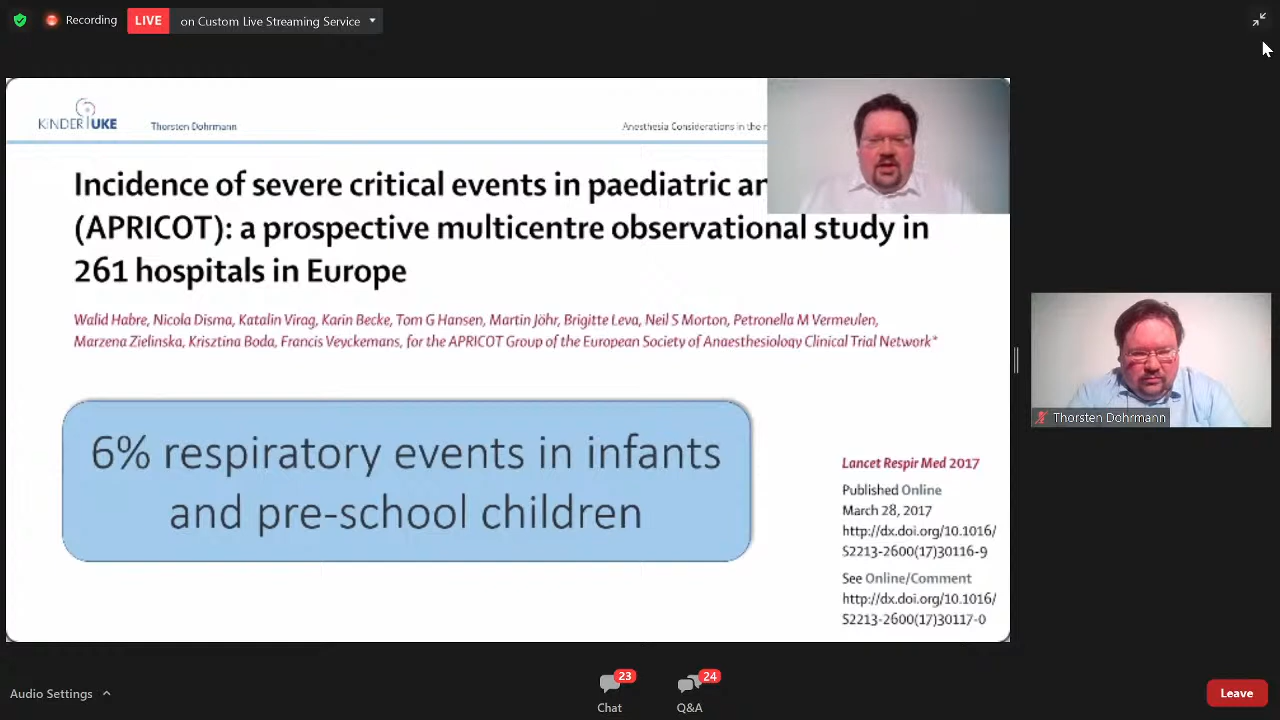 Recording
LIVE
on Custom Live Streaming Service
KINDER UKE
Thorsten Dohrmann
Anesthesia Considerations in the
Incidence of severe critical events in paediatric
(APRICOT): a prospective multicentre observational study in
261 hospitals in Europe
Walid Habre, Nicola Disma, Katalin Virag, Karin Becke, Tom G Hansen, Martin Jöhr, Brigitte Leva, Neil S Morton, Petronella M Vermeulen,
Marzena Zielinska, Krisztina Boda, Francis Veyckemans, for the APRICOT Group of the European Society of Anaesthesiology Clinical Trial Network*
6% respiratory events in infants
and pre-school children
Lancet Respir Med 2017
Published Online
March 28, 2017
http://dx.doi.org/10.1016/
S2213-2600(17)30116-9
See Online/Comment
http://dx.doi.org/10.1016/
S2213-2600(17)30117-0
Thorsten Dohrmann
Audio Settings
23
Chat
24
Q&A
Leave